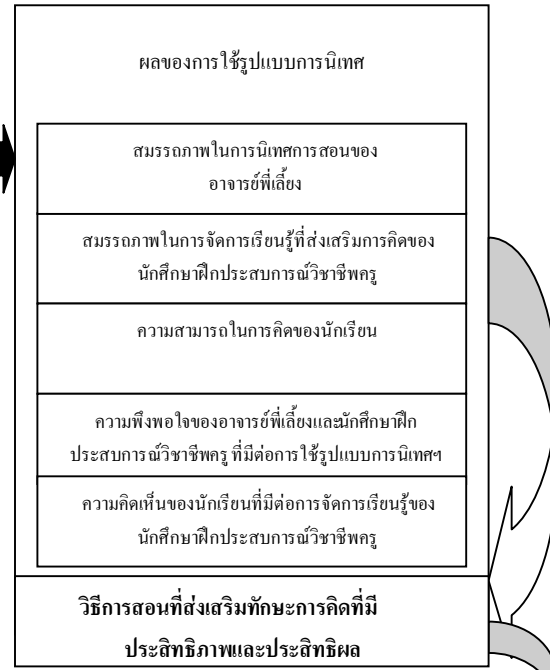 ผลของการใช้รูปแบบการนิเทศ
สมรรถภาพในการนิเทศการสอนของ
อาจารย์พี่เลี้ยง
สมรรถภาพในการจัดการเรียนรู้ที่ส่งเสริมการคิดของ
นักศึกษาฝึกประสบการณ์วิชาชีพครู
ความสามารถในการคิดของนักเรียน
ความพึงพอใจของอาจารย์พี่เลี้ยงและนักศึกษาฝึก
ประสบการณ์วิชาชีพครู ที่มีต่อการใช้รูปแบบการนิเทศฯ
ความคิดเห็นของนักเรียนที่มีต่อการจัดการเรียนรู้ของ
นักศึกษาฝึกประสบการณ์วิชาชีพครู
วิธีการสอนที่ส่งเสริมทักษะการคิดที่มี
ประสิทธิภาพและประสิทธิผล